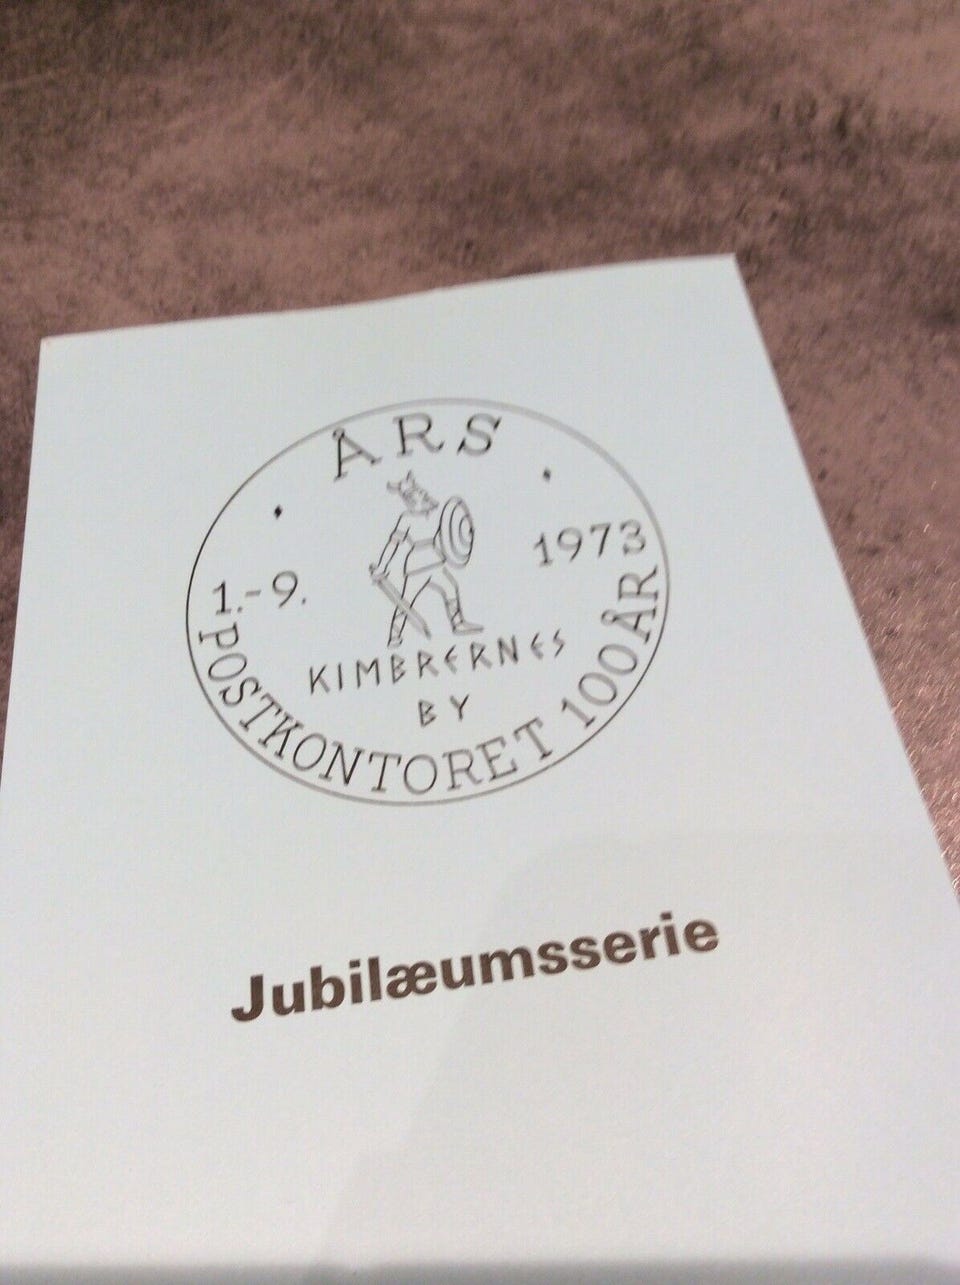 ÅRS
1.-9. 1973
KIMBRERNES
BY
POSTKONTORET 100 ÅR
Jubilæumsserie